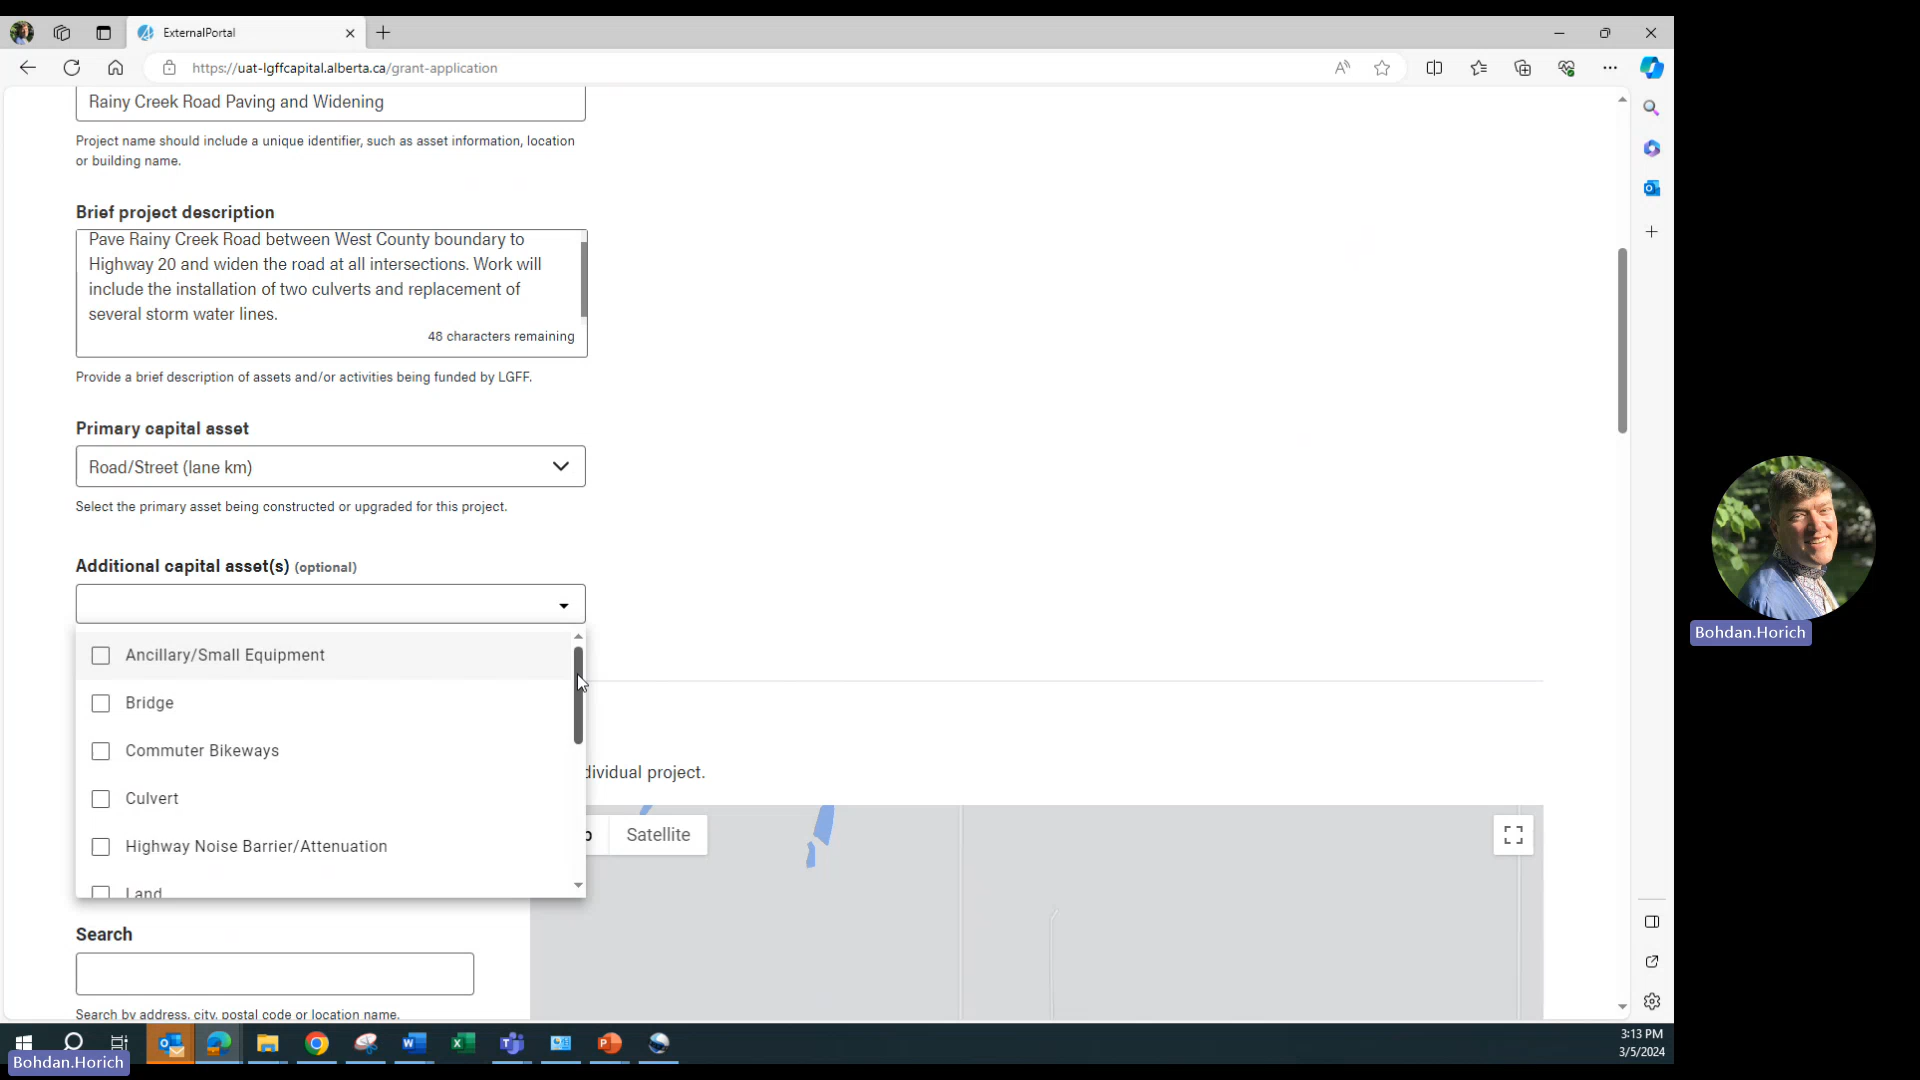 ExternalPortal
https://uat-lgffcapital.alberta.ca/grant-application
Rainy Creek Road Paving and Widening
Project name should include a unique identifier, such as asset information, location
or building name.
Brief project description
Pave Rainy Creek Road between West County boundary to
Highway 20 and widen the road at all intersections. Work will
include the installation of two culverts and replacement of
several storm water lines.
48 characters remaining
Provide a brief description of assets and/or activities being funded by LGFF.
Primary capital asset
Road/Street (lane km)
Select the primary asset being constructed or upgraded for this project.
Additional capital asset(s) (optional)
Ancillary/Small Equipment
Bridge
Commuter Bikeways
dividual project.
Culvert
Satellite
Highway Noise Barrier/Attenuation
Land
Search
Search by address, city, postal code or location name.
Bohdan.Horich
3:13 PM
3/5/2024
Bohdan.Horich